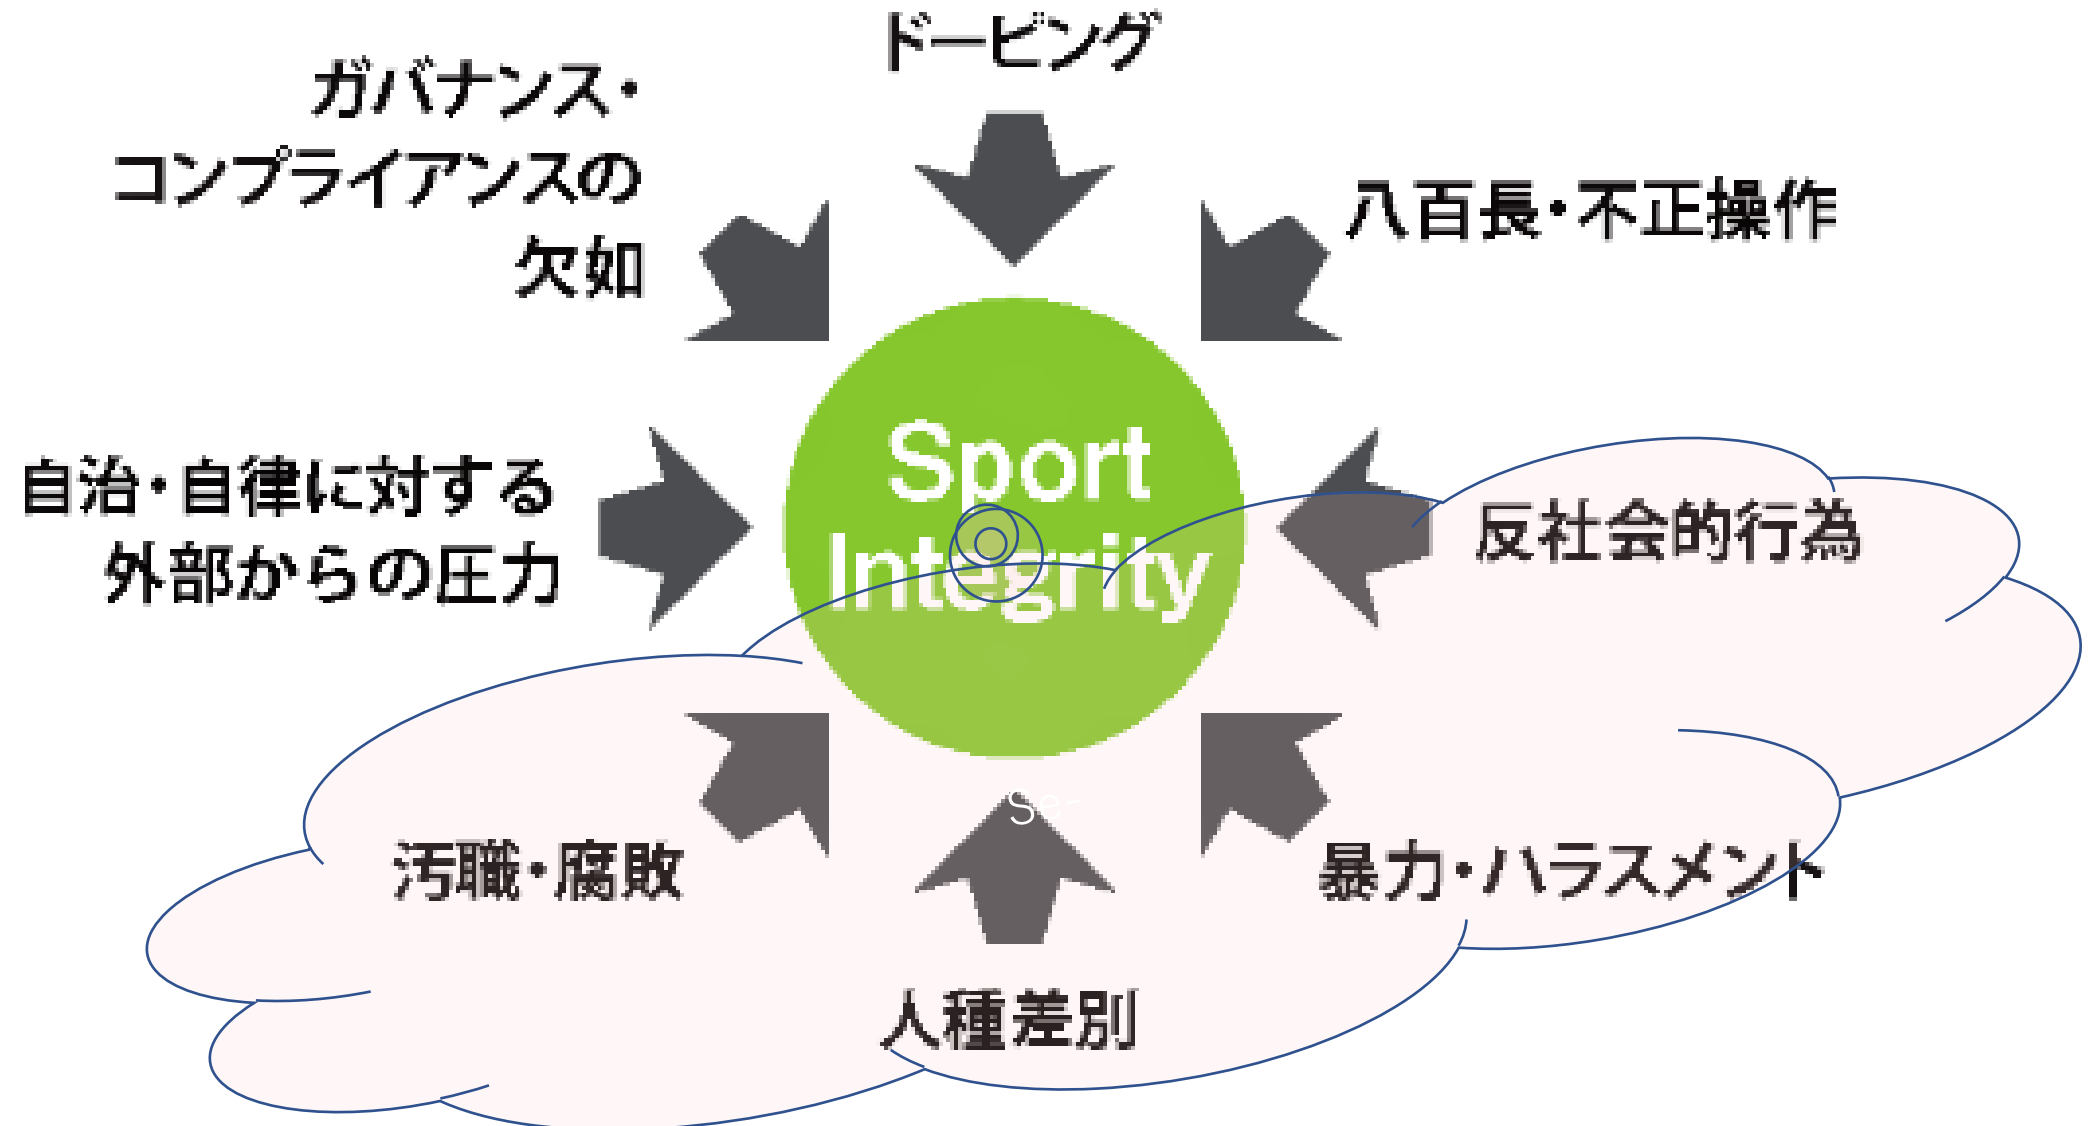 ドーピング
ガバナンス・
コンプライアンスの
欠如
八百長・不正操作
Sport
Integrity
自治・自律に対する
外部からの圧力
反社会的行為
汚職・腐敗
暴力・ハラスメント
人種差別